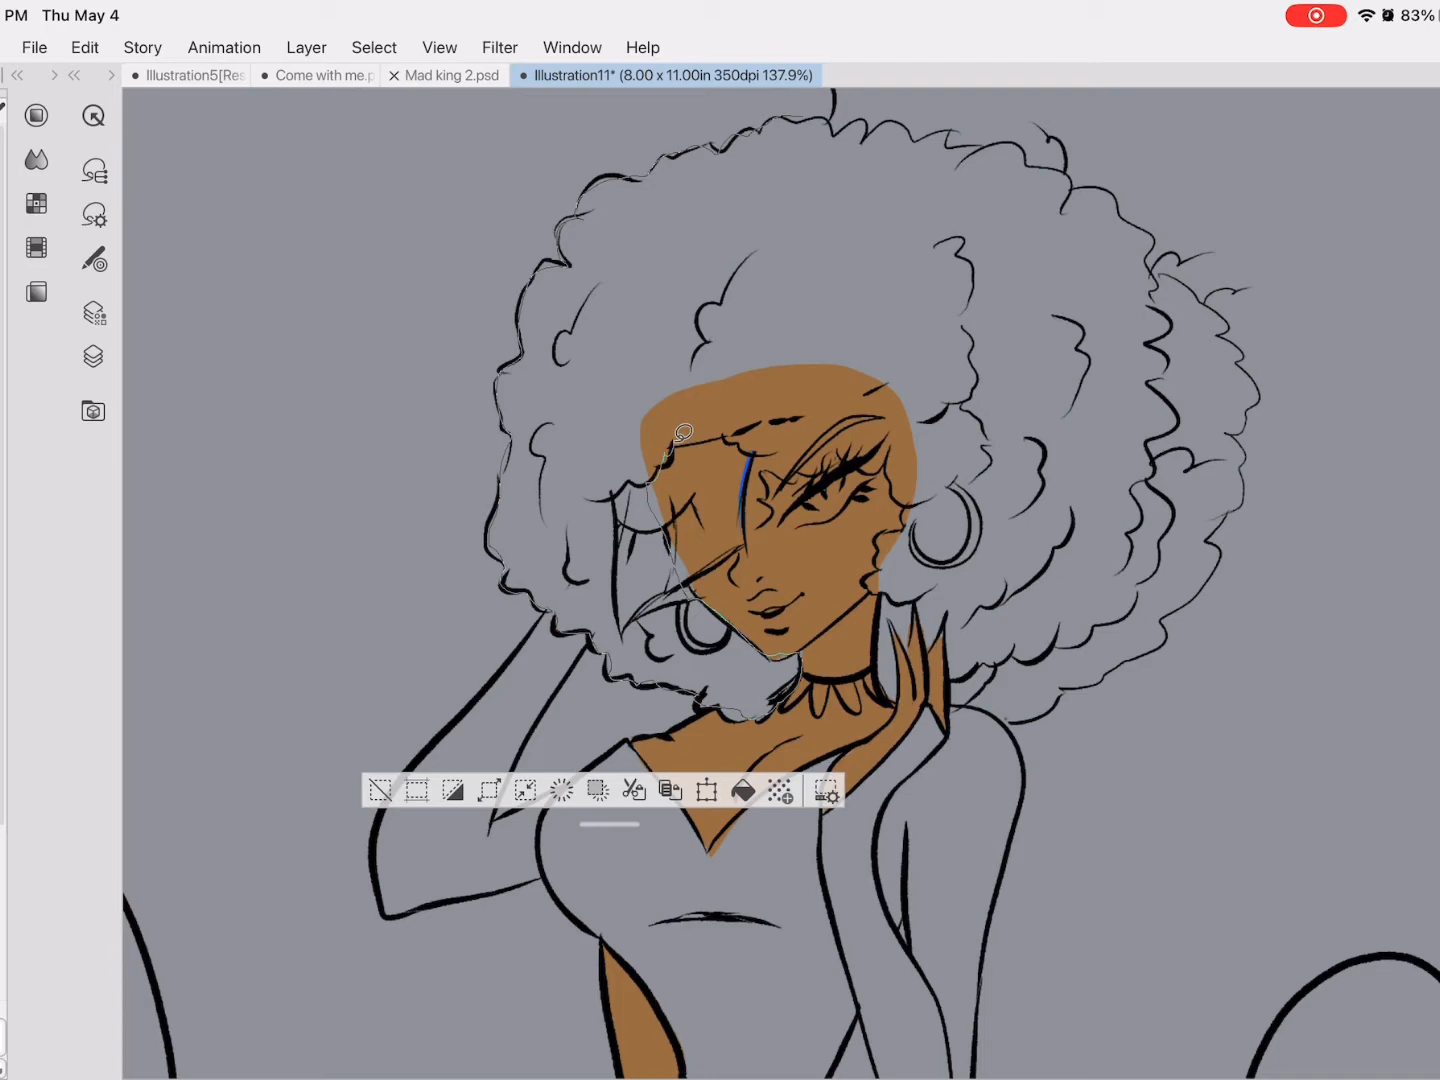 PM Thu May 4 83%
File Edit Story Animation Layer Select View Filter Window Help
Illustration5[Res Come with me.p Mad king 2.psd Illustration11* (8.00 x 11.00in 350dpi 137.9%)